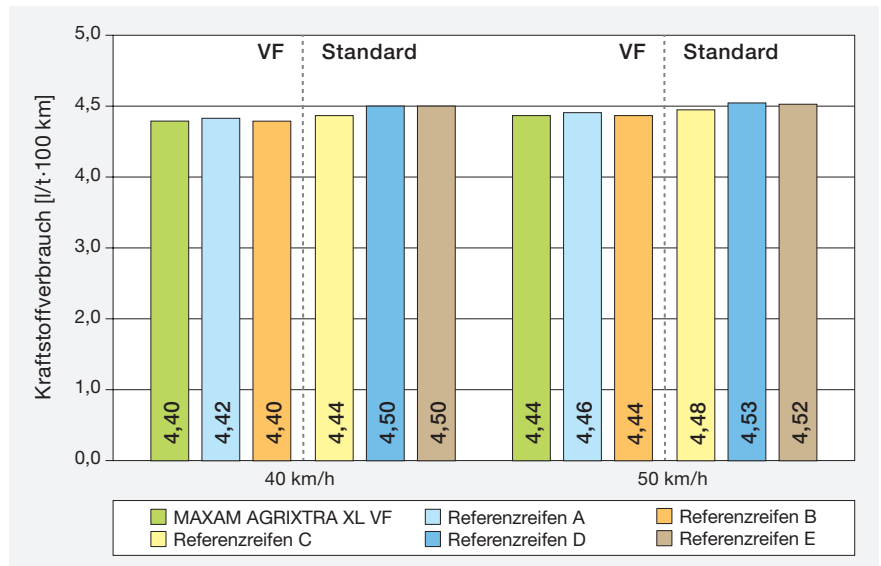 Kraftstoffverbrauch [l/t·100 km]
5,0
4,5
4,0
3,0
2,0
1,0
0,0
VF Standard
VF Standard
4,40 4,42 4,40 4,44 4,50 4,50
4,44 4,46 4,44 4,48 4,53 4,52
40 km/h
50 km/h
MAXAM AGRIXTRA XL VF Referenzreifen A Referenzreifen B
Referenzreifen C Referenzreifen D Referenzreifen E